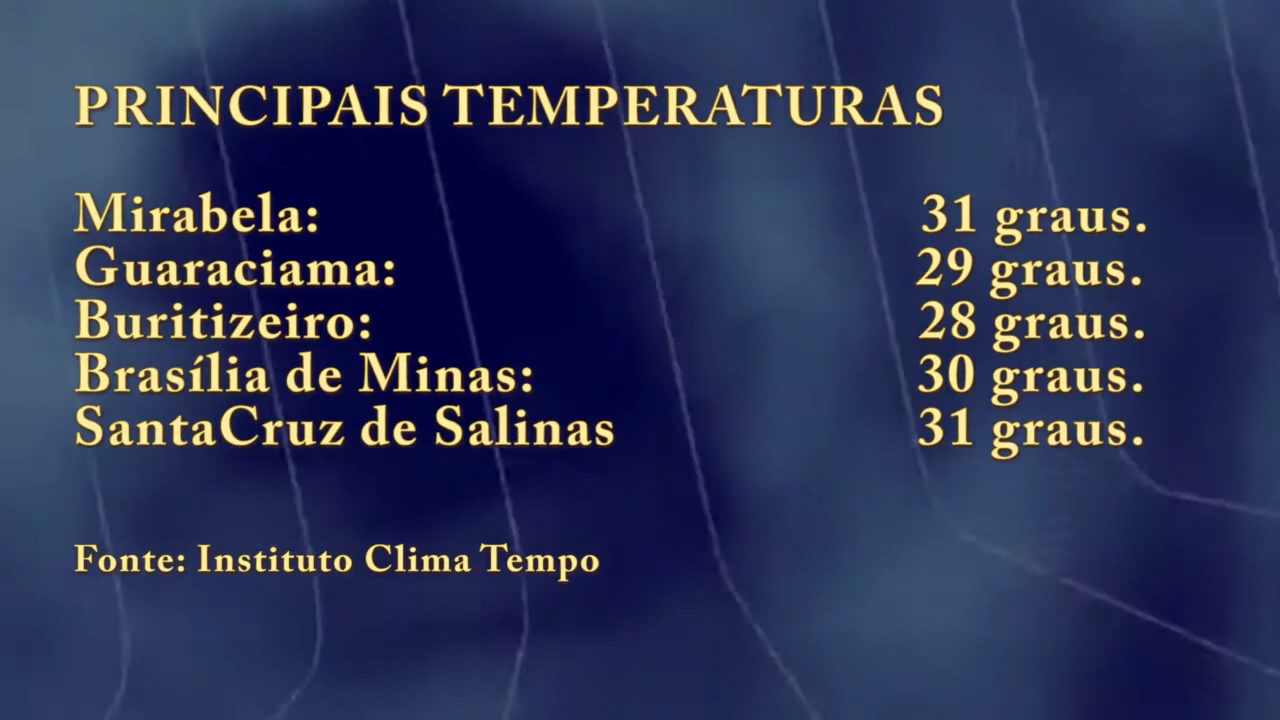 PRINCIPAIS TEMPERATURAS
Mirabela: 31 graus.
Guaraciama: 29 graus.
Buritizeiro: 28 graus.
Brasília de Minas: 30 graus.
SantaCruz de Salinas 31 graus.
Fonte: Instituto Clima Tempo